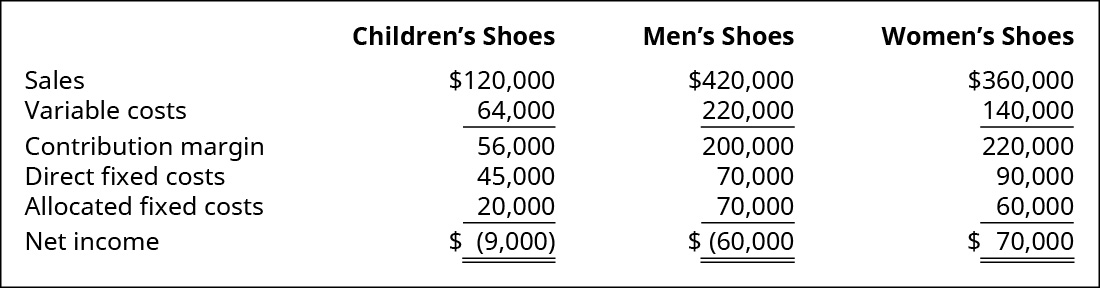 Children’s Shoes Men’s Shoes Women’s Shoes
Sales $120,000 $420,000 $360,000
Variable costs 64,000 220,000 140,000
Contribution margin 56,000 200,000 220,000
Direct fixed costs 45,000 70,000 90,000
Allocated fixed costs 20,000 70,000 60,000
Net income $ (9,000) $ (60,000 $ 70,000